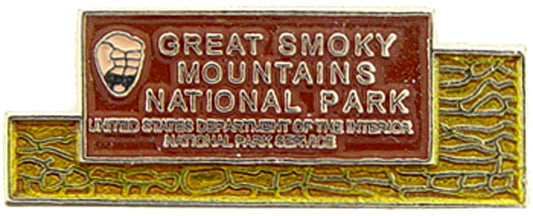 GREAT SMOKY
MOUNTAINS
NATIONAL PARK
UNITED STATES DEPARTMENT OF THE INTERIOR
NATIONAL PARK SERVICE